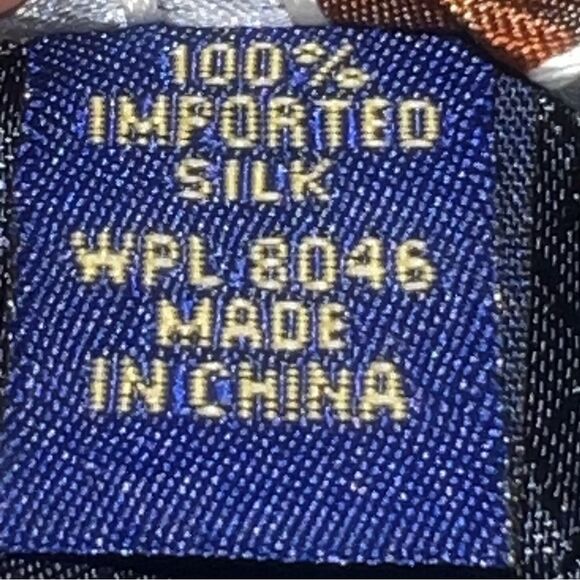 100%
IMPORTED
SILK
WPL 8046
MADE
IN CHINA